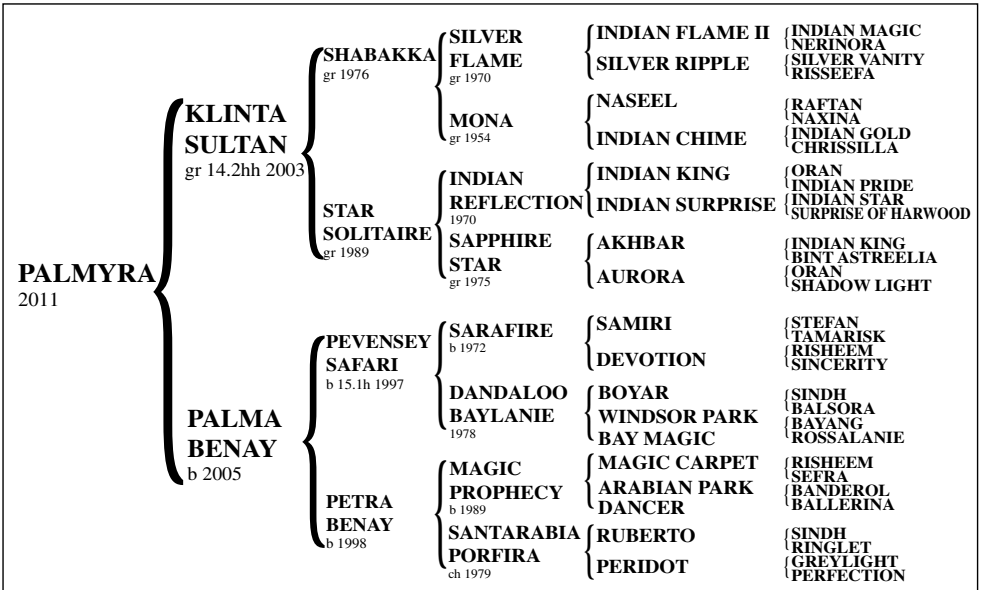 PALMYRA
2011
KLINTA
SULTAN
gr 14.2hh 2003
PALMA
BENAY
b 2005
SHABAKKA
gr 1976
STAR
SOLITAIRE
gr 1989
PEVENSEY
SAFARI
b 15.1h 1997
PETRA
BENAY
b 1998
SILVER
FLAME
gr 1970
MONA
gr 1954
INDIAN
REFLECTION
1970
SAPPHIRE
STAR
gr 1975
SARAFIRE
b 1972
DANDALOO
BAYLANIE
1978
MAGIC
PROPHECY
b 1989
SANTARABIA
PORFIRA
ch 1979
INDIAN FLAME II
SILVER RIPPLE
NASEEL
INDIAN CHIME
INDIAN KING
INDIAN SURPRISE
AKHBAR
AURORA
SAMIRI
DEVOTION
BOYAR
WINDSOR PARK
BAY MAGIC
MAGIC CARPET
ARABIAN PARK
DANCER
RUBERTO
PERIDOT
INDIAN MAGIC
NERINORA
SILVER VANITY
RISSEEFA
RAFTAN
NAXINA
INDIAN GOLD
CHRISSILLA
ORAN
INDIAN PRIDE
INDIAN STAR
SURPRISE OF HARWOOD
INDIAN KING
BINT ASTREELIA
ORAN
SHADOW LIGHT
STEFAN
TAMARISK
RISHEEM
SINCERITY
SINDH
BALSORA
BAYANG
ROSSALANIE
RISHEEM
SEFRA
BANDEROL
BALLERINA
SINDH
RINGLET
GREYLIGHT
PERFECTION